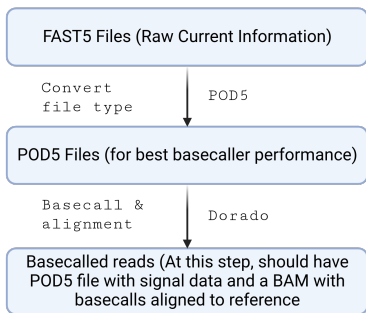 FAST5 Files (Raw Current Information)
Convert
file type
POD5
POD5 Files (for best basecaller performance)
Basecall &
alignment
Dorado
Basecalled reads (At this step, should have
POD5 file with signal data and a BAM with
basecalls aligned to reference